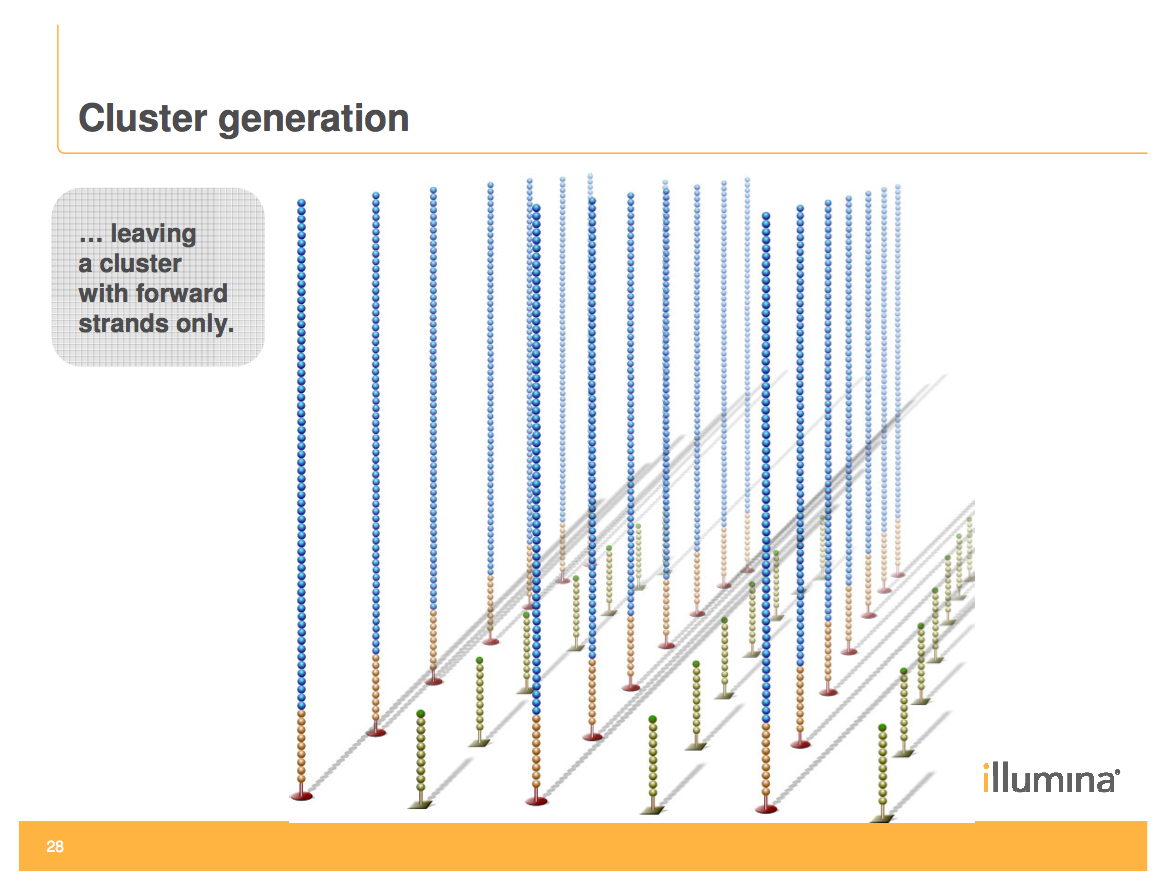 Cluster generation
… leaving
a cluster
with forward
strands only.
illumina®
28